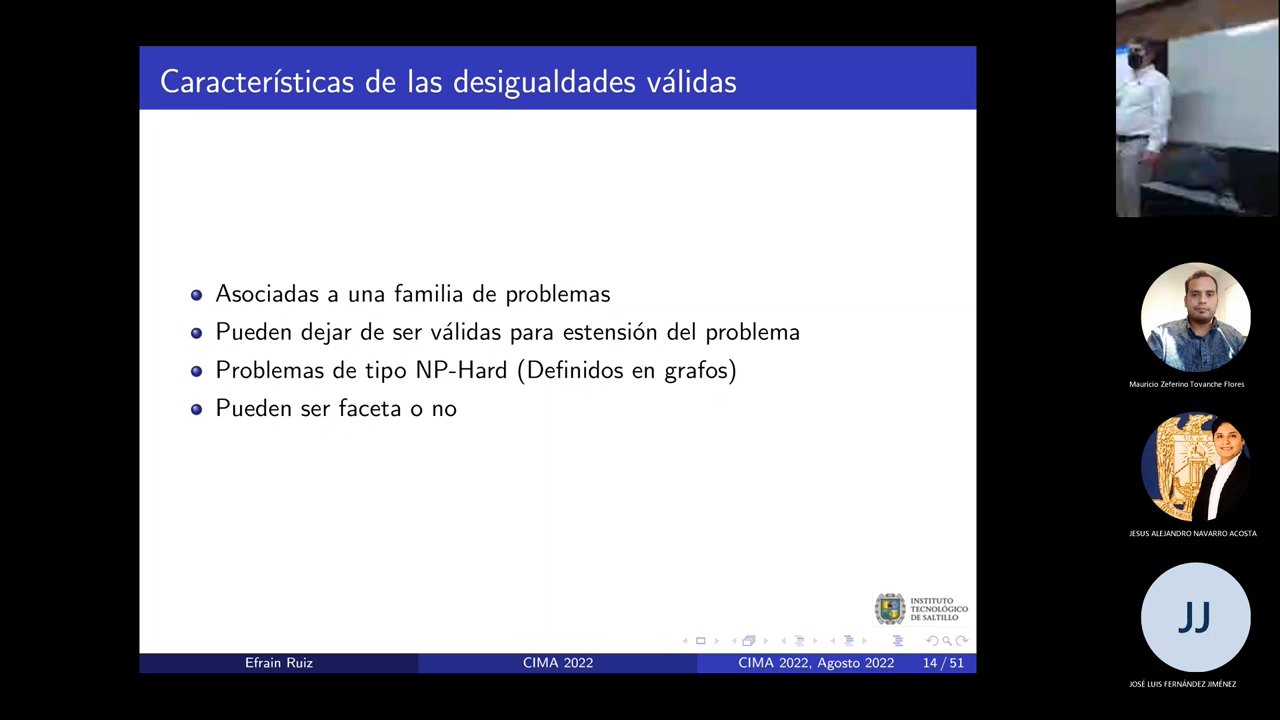 Características de las desigualdades válidas
Asociadas a una familia de problemas
Pueden dejar de ser válidas para estensión del problema
Problemas de tipo NP-Hard (Definidos en grafos)
Pueden ser faceta o no
INSTITUTO
TECNOLÓGICO
DE SALTILLO
Efrain Ruiz
CIMA 2022
CIMA 2022, Agosto 2022
14 / 51
Mauricio Zeferino Tovanche Flores
JESUS ALEJANDRO NAVARRO ACOSTA
JJ
JOSÉ LUIS FERNÁNDEZ JIMÉNEZ